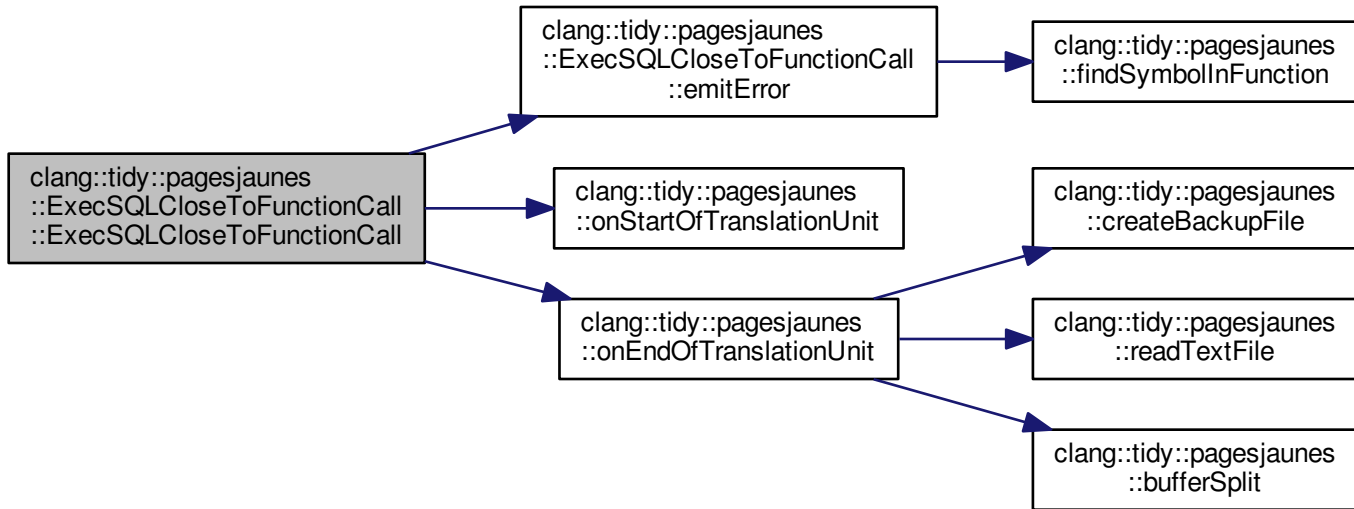 clang::tidy::pagesjaunes
::ExecSQLCloseToFunctionCall
::ExecSQLCloseToFunctionCall
clang::tidy::pagesjaunes
::ExecSQLCloseToFunctionCall
::emitError
clang::tidy::pagesjaunes
::findSymbolInFunction
clang::tidy::pagesjaunes
::onStartOfTranslationUnit
clang::tidy::pagesjaunes
::onEndOfTranslationUnit
clang::tidy::pagesjaunes
::createBackupFile
clang::tidy::pagesjaunes
::readTextFile
clang::tidy::pagesjaunes
::bufferSplit